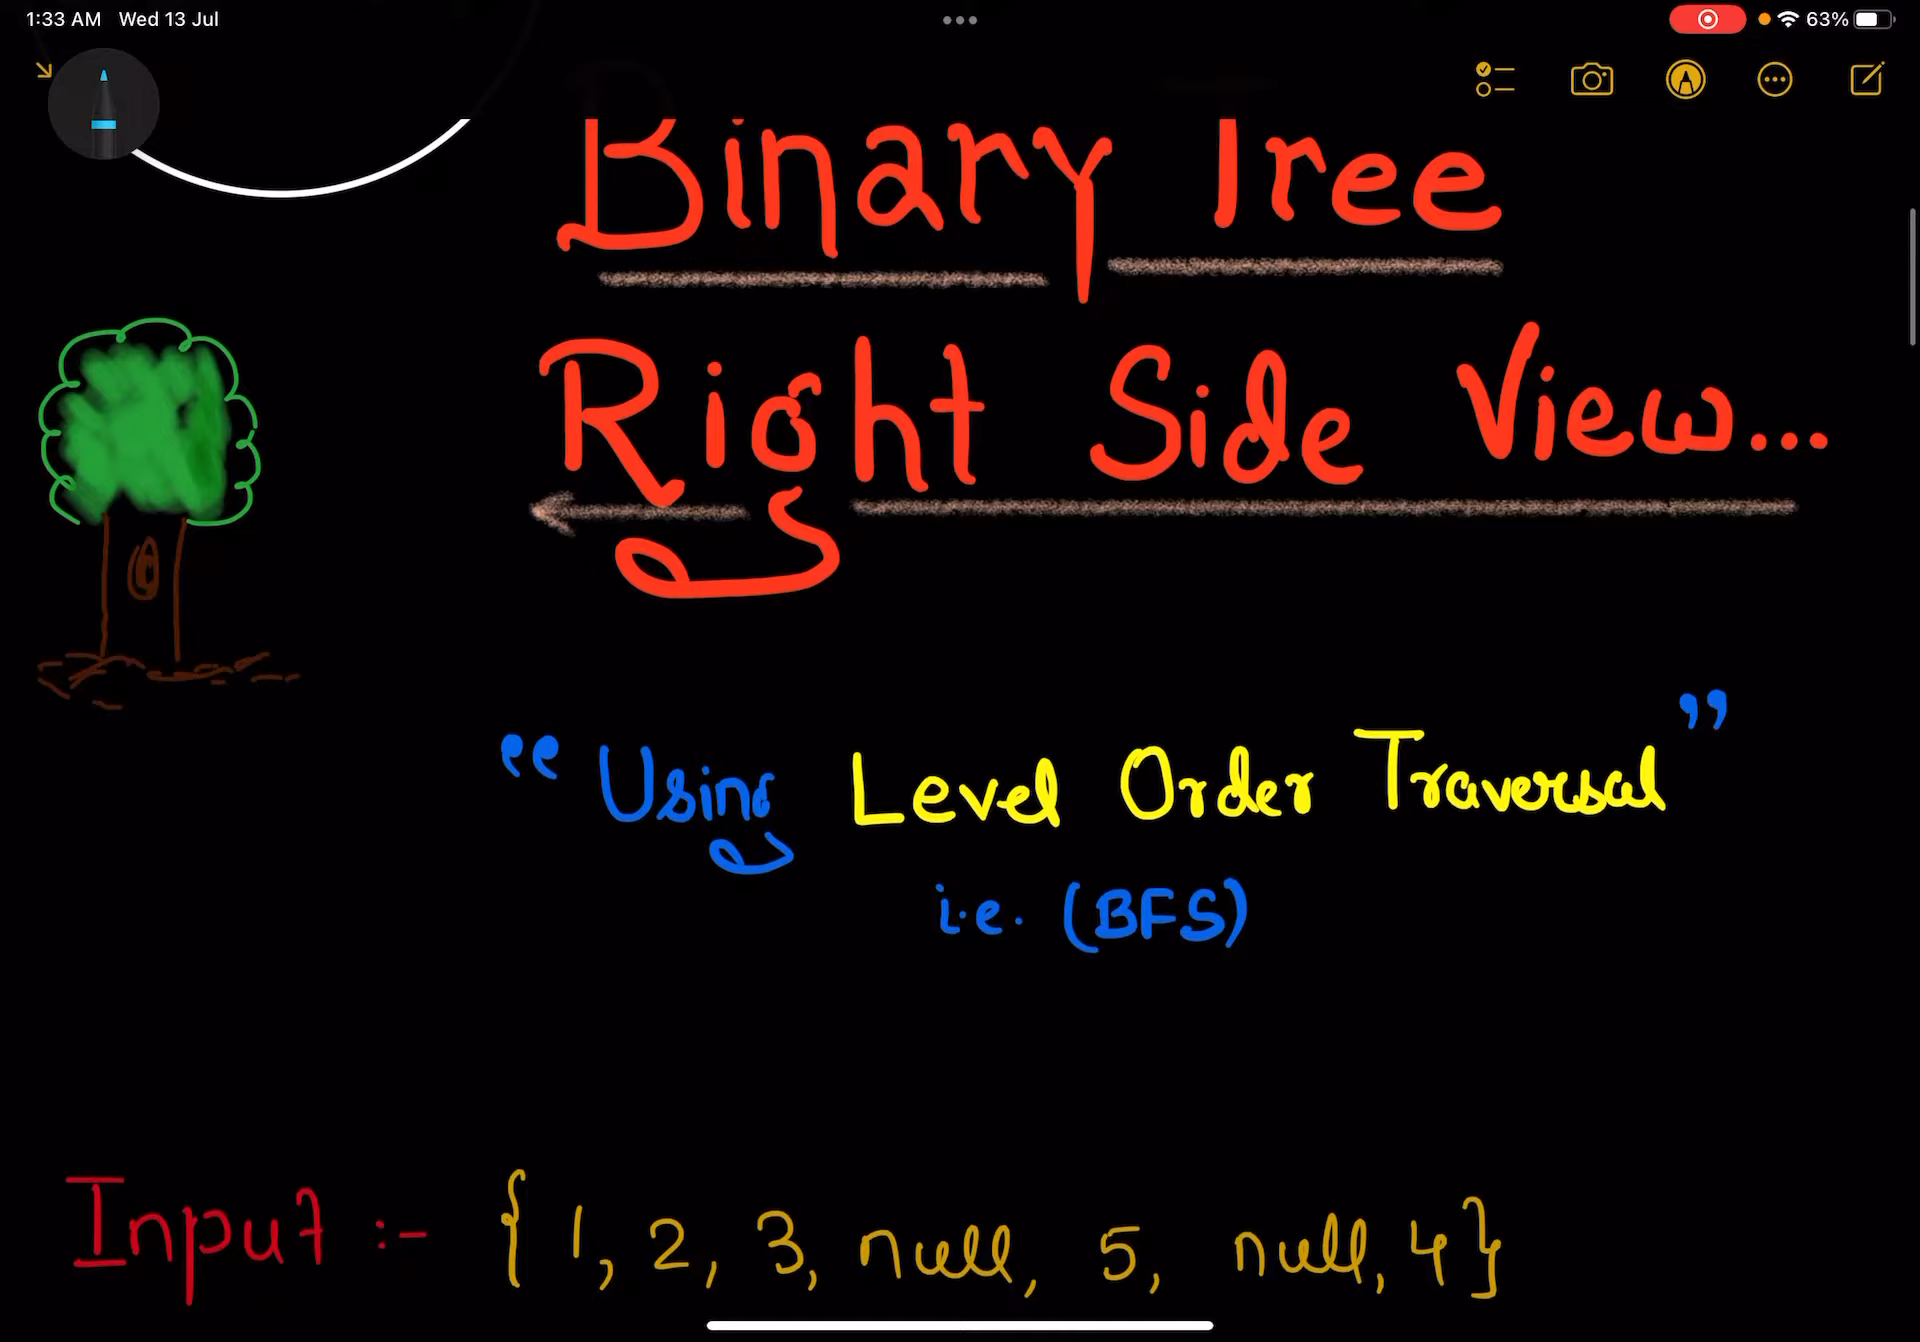 1:33 AM Wed 13 Jul
63%
Binary Tree
Right Side View...
" Using Level Order Traversal "
i.e. (BFS)
Input :- { 1, 2, 3, null, 5, null, 4 }